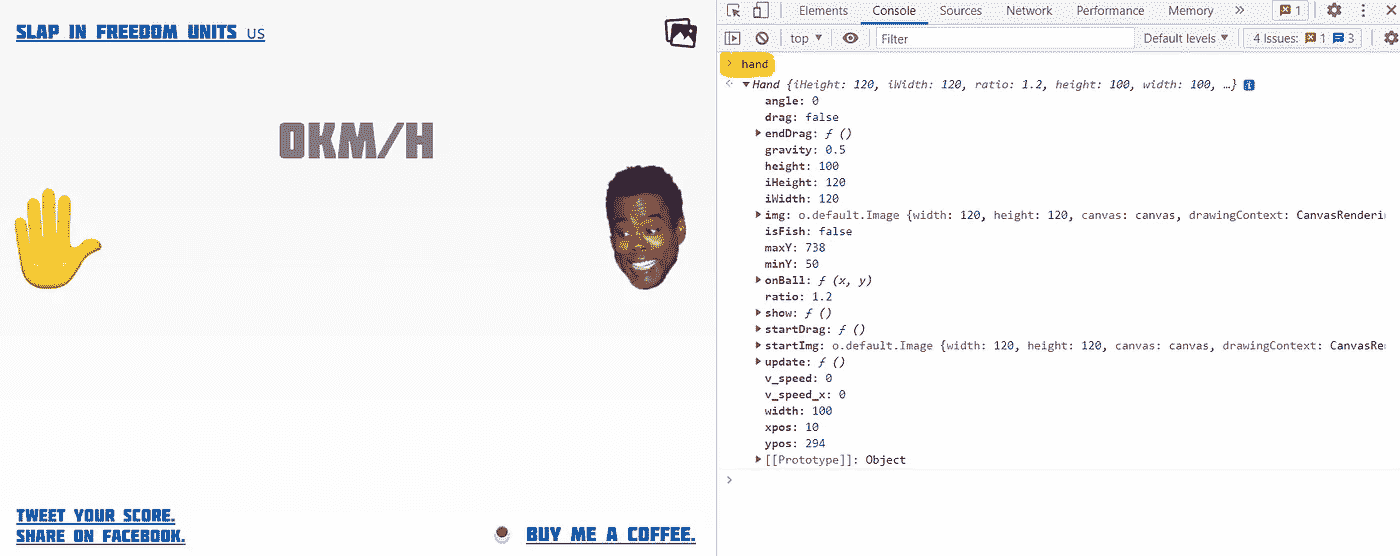 SLAP IN FREEDOM UNITS US
0KM/H
TWEET YOUR SCORE.
SHARE ON FACEBOOK.
BUY ME A COFFEE.
Elements Console Sources Network Performance Memory » 1
top ▼ Filter Default levels ▼ 4 Issues: 1 3
> hand
Hand {iHeight: 120, iWidth: 120, ratio: 1.2, height: 100, width: 100, …} i
angle: 0
drag: false
endDrag: ƒ ()
gravity: 0.5
height: 100
iHeight: 120
iWidth: 120
img: o.default.Image {width: 120, height: 120, canvas: canvas, drawingContext: CanvasRenderi
isFish: false
maxY: 738
minY: 50
onBall: ƒ (x, y)
ratio: 1.2
show: ƒ ()
startDrag: ƒ ()
startImg: o.default.Image {width: 120, height: 120, canvas: canvas, drawingContext: CanvasRe
update: ƒ ()
v_speed: 0
v_speed_x: 0
width: 100
xpos: 10
ypos: 294
[[Prototype]]: Object
>